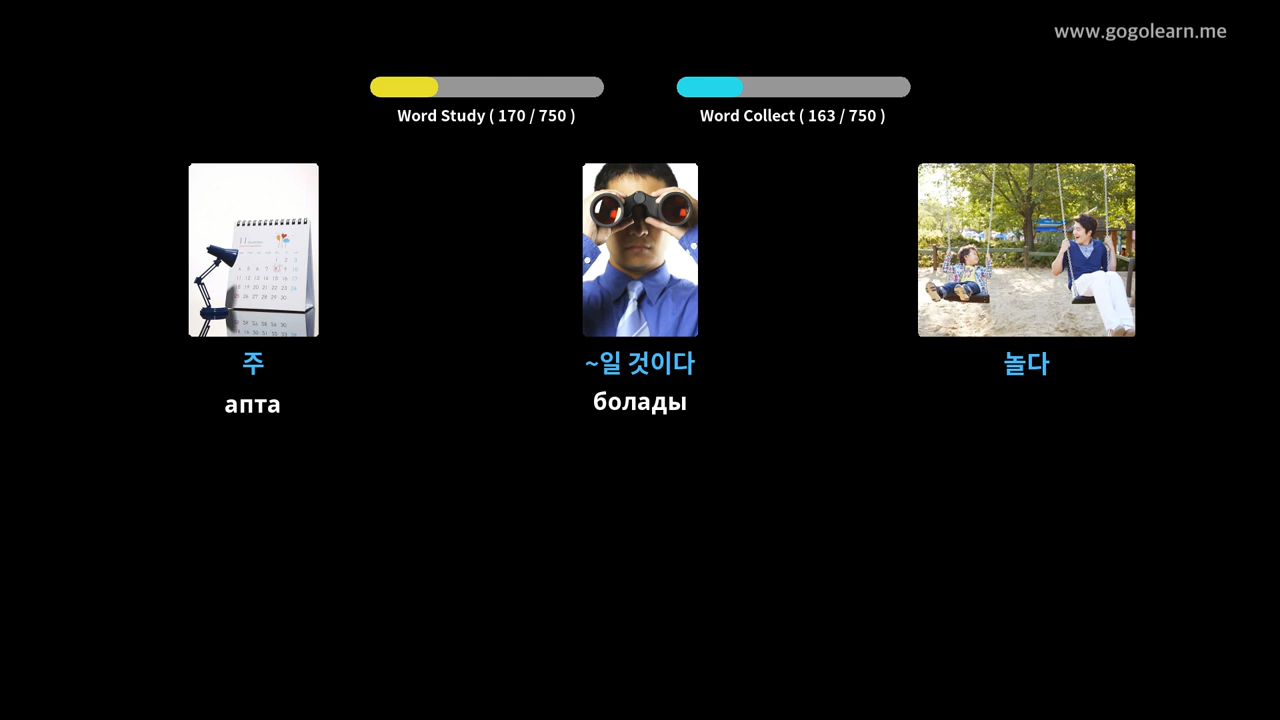 www.gogolearn.me
Word Study ( 170 / 750 )
Word Collect ( 163 / 750 )
주
~일 것이다
놀다
апта
болады